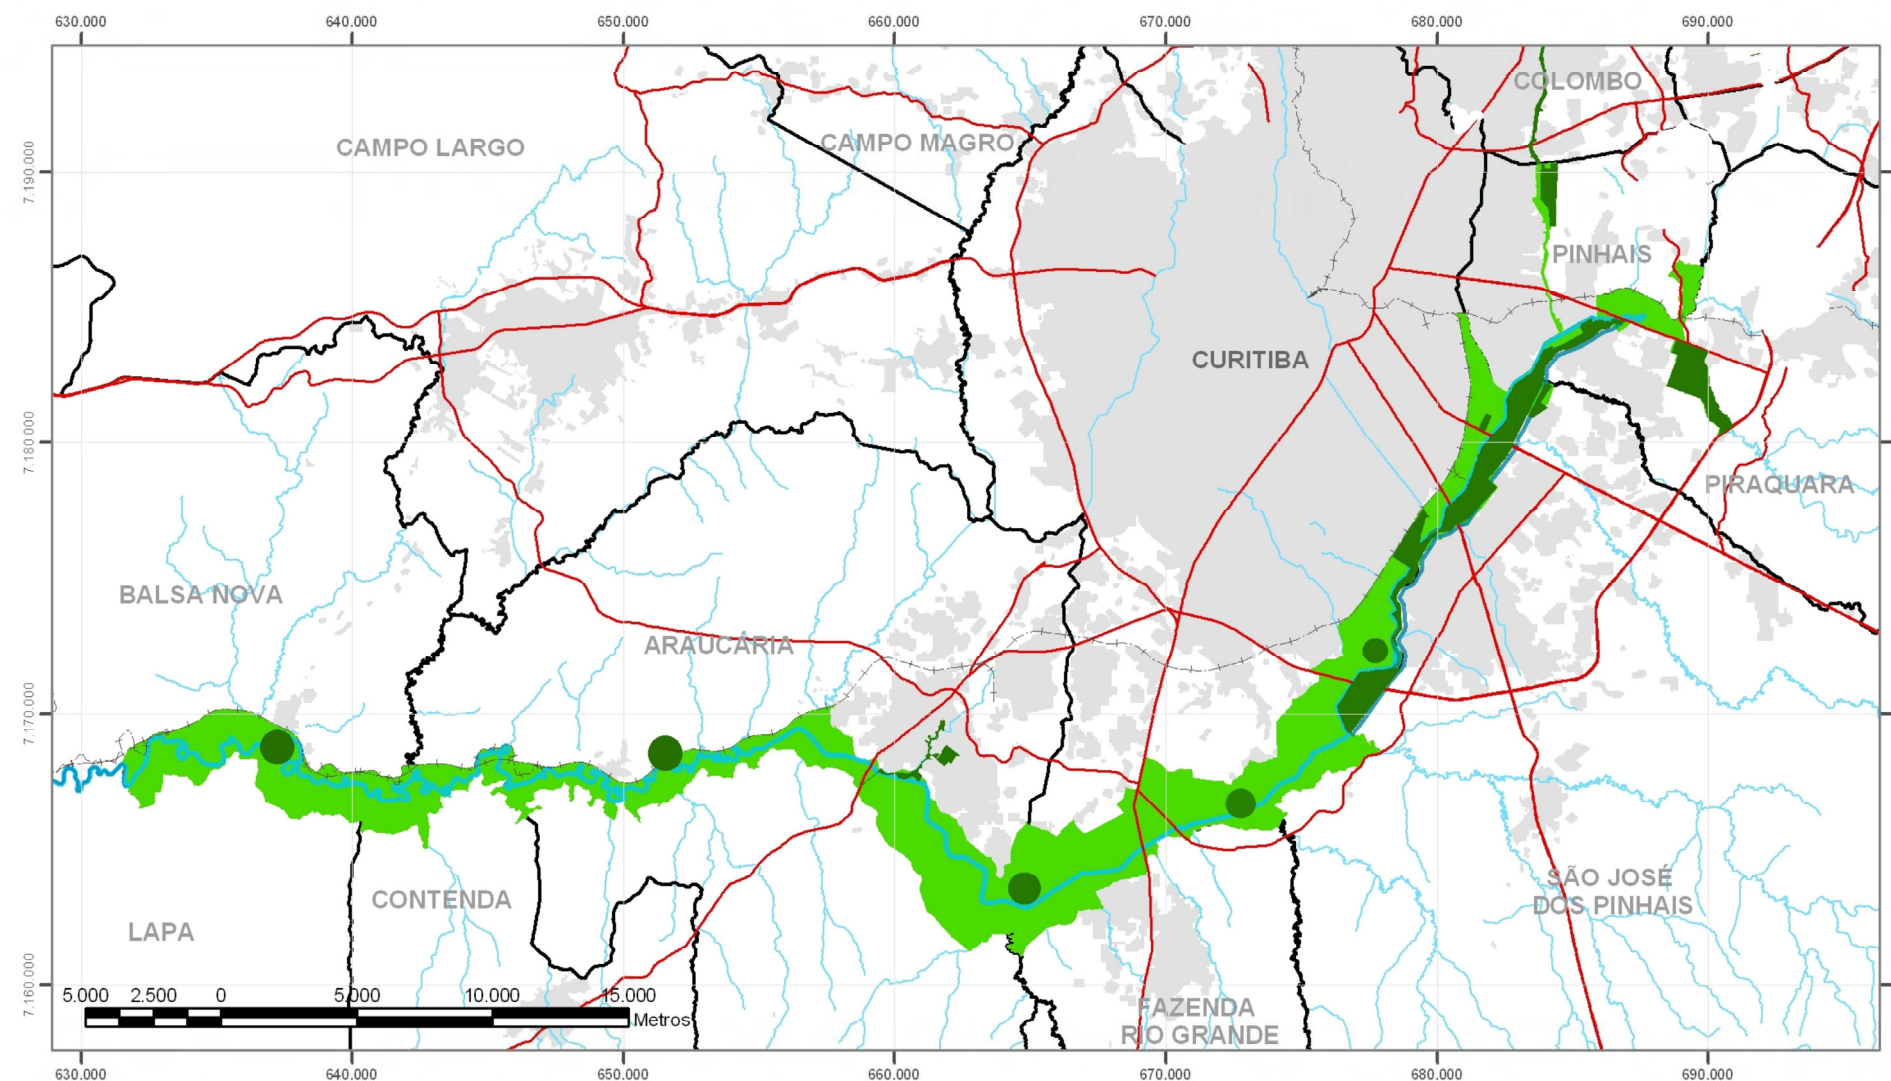 630.000 640.000 650.000 660.000 670.000 680.000 690.000
COLOMBO
CAMPO LARGO
CAMPO MAGRO
7.190.000
PINHAIS
CURITIBA
7.180.000
PIRAQUARA
BALSA NOVA
ARAUCÁRIA
7.170.000
SÃO JOSÉ
DOS PINHAIS
CONTENDA
LAPA
7.160.000
5.000 2.500 0 5.000 10.000 15.000
Metros
FAZENDA
RIO GRANDE
630.000 640.000 650.000 660.000 670.000 680.000 690.000